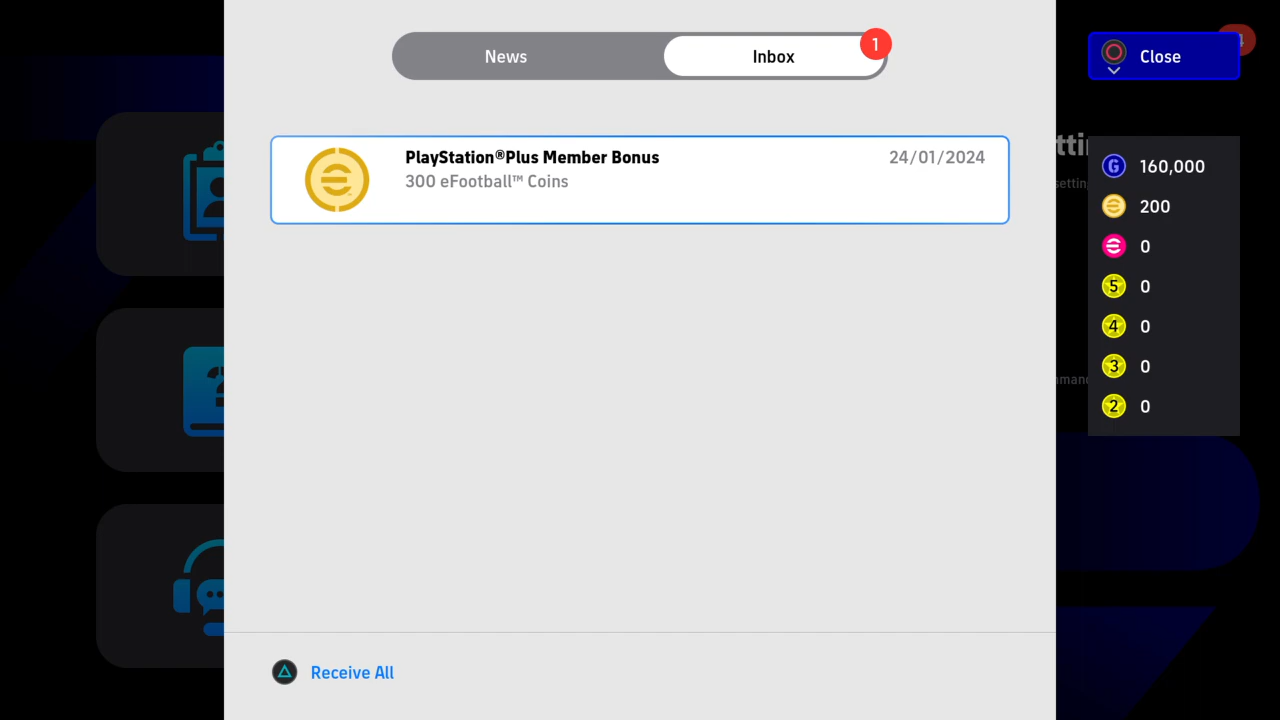 News
Inbox
1
Close
PlayStation®Plus Member Bonus
24/01/2024
300 eFootball™ Coins
G 160,000
200
0
5 0
4 0
3 0
2 0
Receive All